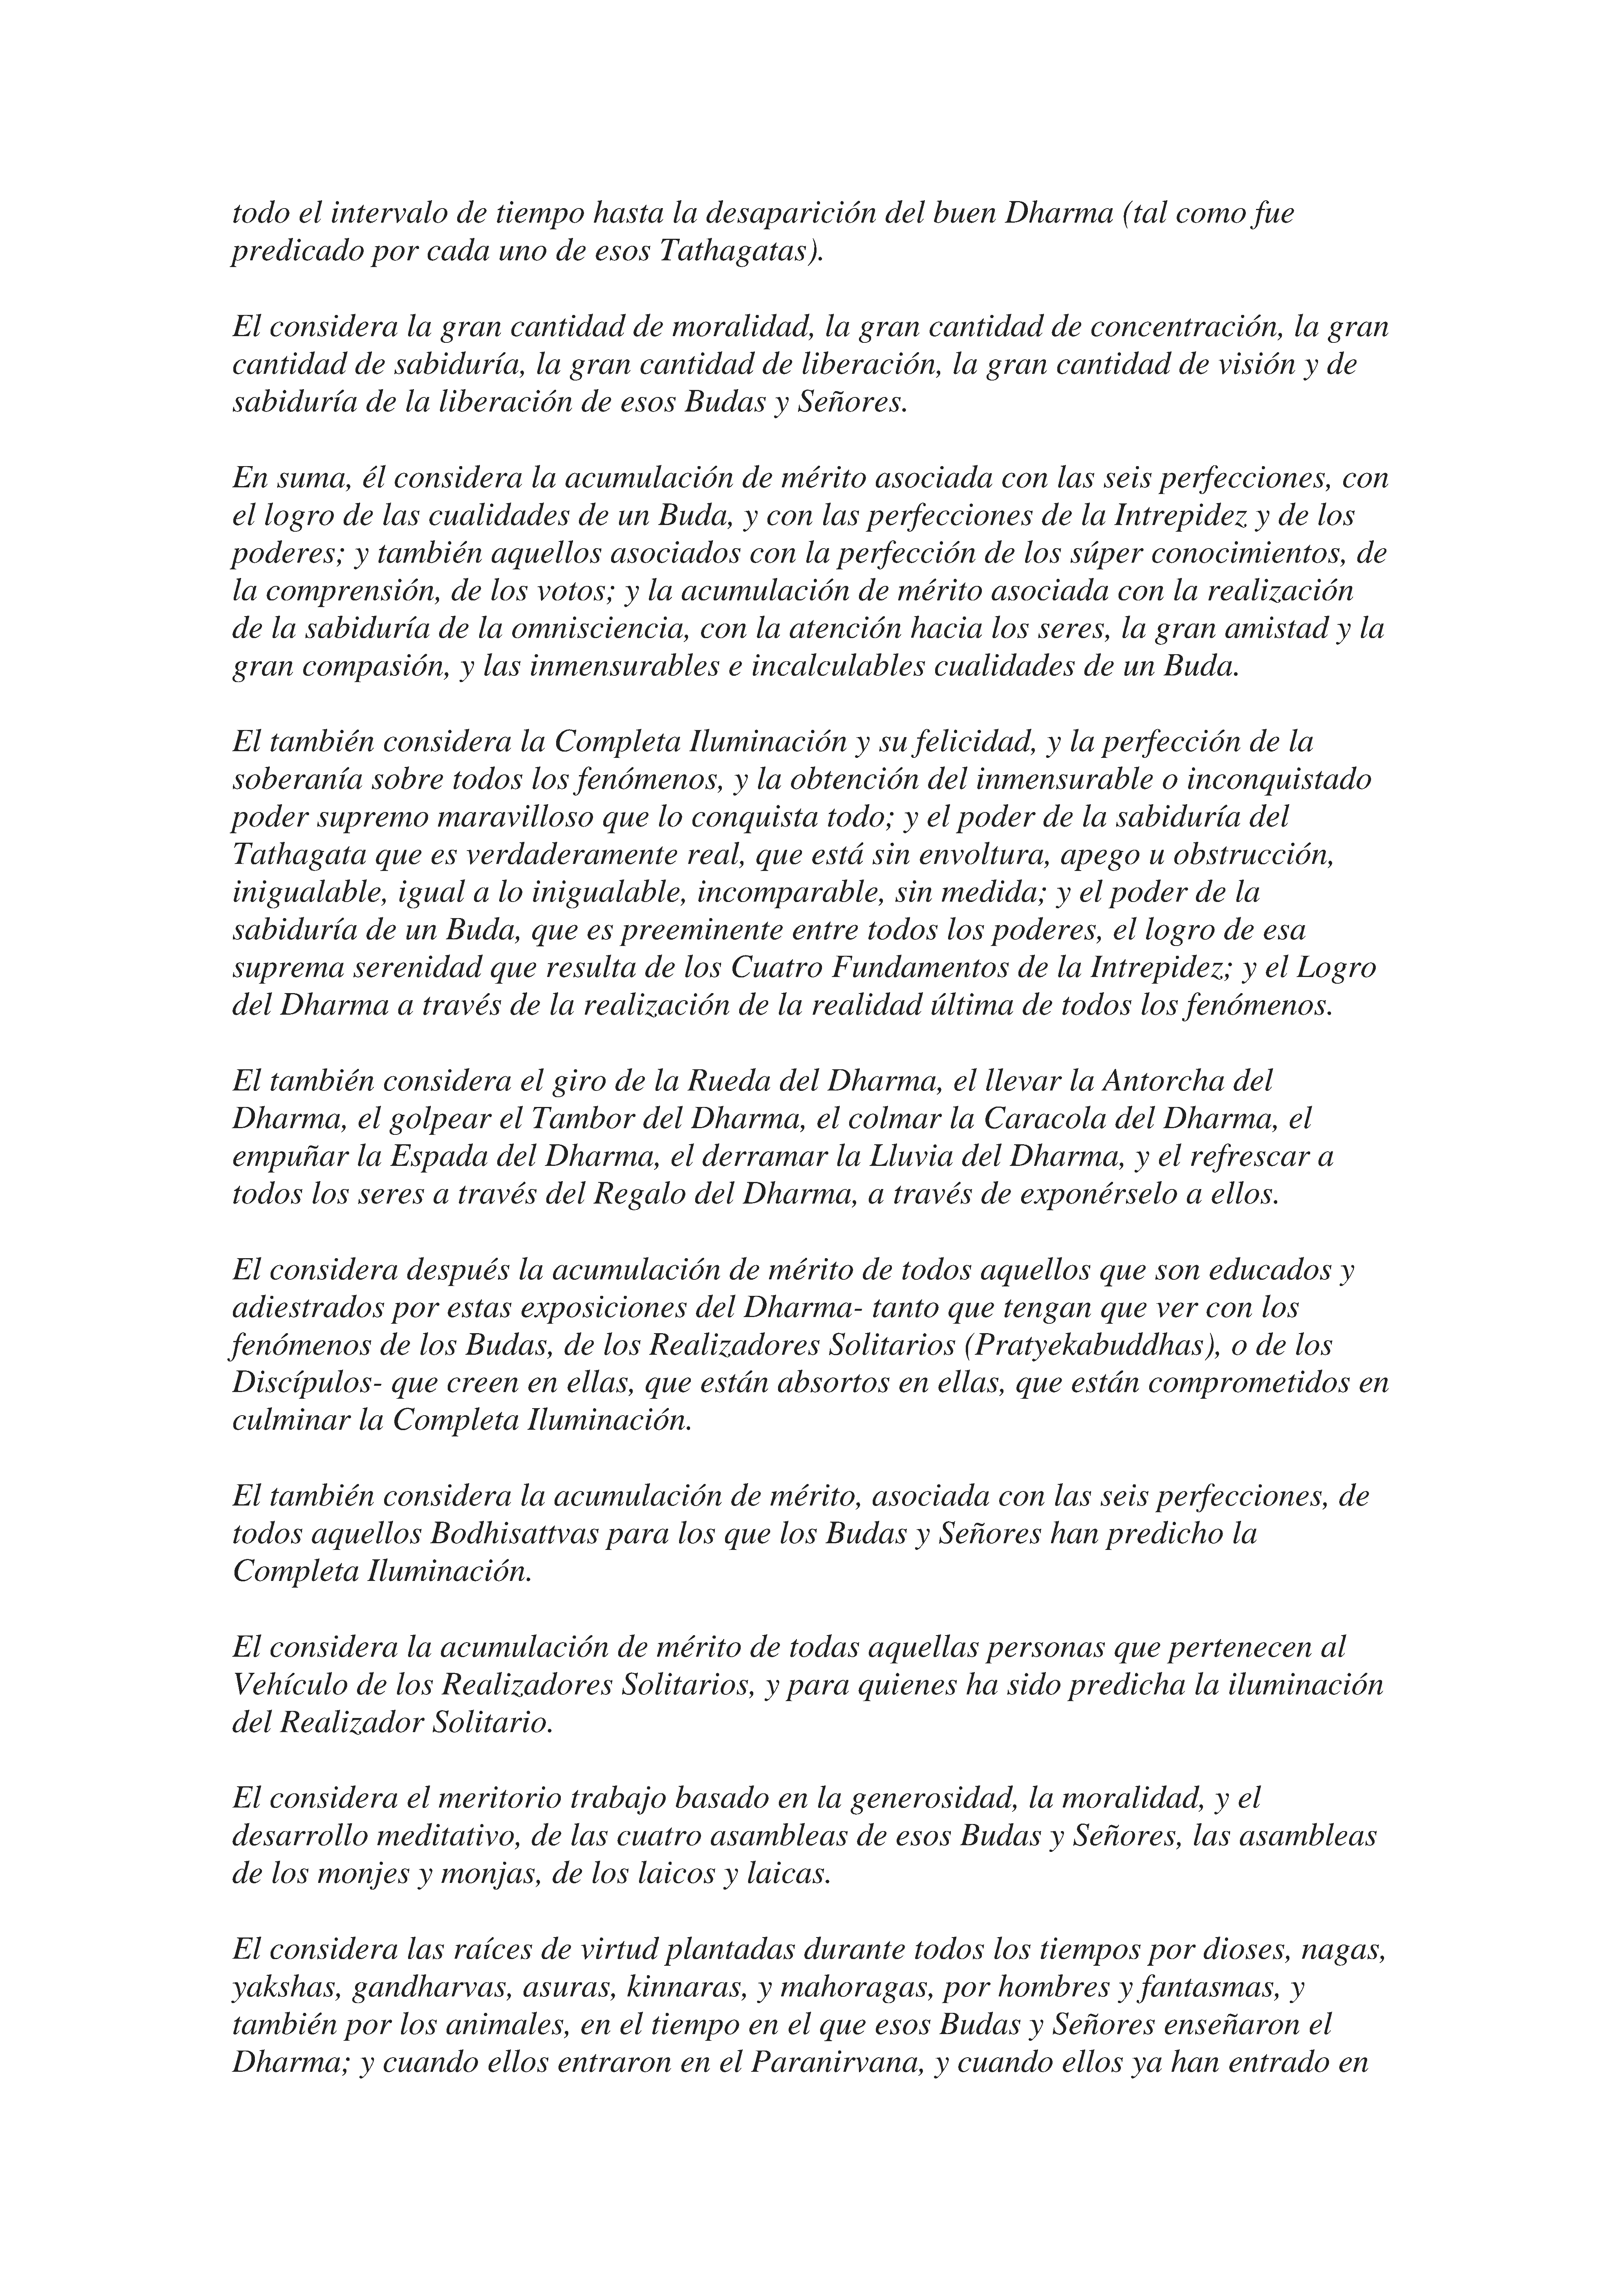 todo el intervalo de tiempo hasta la desaparición del buen Dharma (tal como fue
predicado por cada uno de esos Tathagatas).
El considera la gran cantidad de moralidad, la gran cantidad de concentración, la gran
cantidad de sabiduría, la gran cantidad de liberación, la gran cantidad de visión y de
sabiduría de la liberación de esos Budas y Señores.
En suma, él considera la acumulación de mérito asociada con las seis perfecciones, con
el logro de las cualidades de un Buda, y con las perfecciones de la Intrepidez y de los
poderes; y también aquellos asociados con la perfección de los súper conocimientos, de
la comprensión, de los votos; y la acumulación de mérito asociada con la realización
de la sabiduría de la omnisciencia, con la atención hacia los seres, la gran amistad y la
gran compasión, y las inmensurables e incalculables cualidades de un Buda.
El también considera la Completa Iluminación y su felicidad, y la perfección de la
soberanía sobre todos los fenómenos, y la obtención del inmensurable o inconquistado
poder supremo maravilloso que lo conquista todo; y el poder de la sabiduría del
Tathagata que es verdaderamente real, que está sin envoltura, apego u obstrucción,
inigualable, igual a lo inigualable, incomparable, sin medida; y el poder de la
sabiduría de un Buda, que es preeminente entre todos los poderes, el logro de esa
suprema serenidad que resulta de los Cuatro Fundamentos de la Intrepidez; y el Logro
del Dharma a través de la realización de la realidad última de todos los fenómenos.
El también considera el giro de la Rueda del Dharma, el llevar la Antorcha del
Dharma, el golpear el Tambor del Dharma, el colmar la Caracola del Dharma, el
empuñar la Espada del Dharma, el derramar la Lluvia del Dharma, y el refrescar a
todos los seres a través del Regalo del Dharma, a través de exponérselo a ellos.
El considera después la acumulación de mérito de todos aquellos que son educados y
adiestrados por estas exposiciones del Dharma- tanto que tengan que ver con los
fenómenos de los Budas, de los Realizadores Solitarios (Pratyekabuddhas), o de los
Discípulos- que creen en ellas, que están absortos en ellas, que están comprometidos en
culminar la Completa Iluminación.
El también considera la acumulación de mérito, asociada con las seis perfecciones, de
todos aquellos Bodhisattvas para los que los Budas y Señores han predicho la
Completa Iluminación.
El considera la acumulación de mérito de todas aquellas personas que pertenecen al
Vehículo de los Realizadores Solitarios, y para quienes ha sido predicha la iluminación
del Realizador Solitario.
El considera el meritorio trabajo basado en la generosidad, la moralidad, y el
desarrollo meditativo, de las cuatro asambleas de esos Budas y Señores, las asambleas
de los monjes y monjas, de los laicos y laicas.
El considera las raíces de virtud plantadas durante todos los tiempos por dioses, nagas,
yakshas, gandharvas, asuras, kinnaras, y mahoragas, por hombres y fantasmas, y
también por los animales, en el tiempo en el que esos Budas y Señores enseñaron el
Dharma; y cuando ellos entraron en el Paranirvana, y cuando ellos ya han entrado en